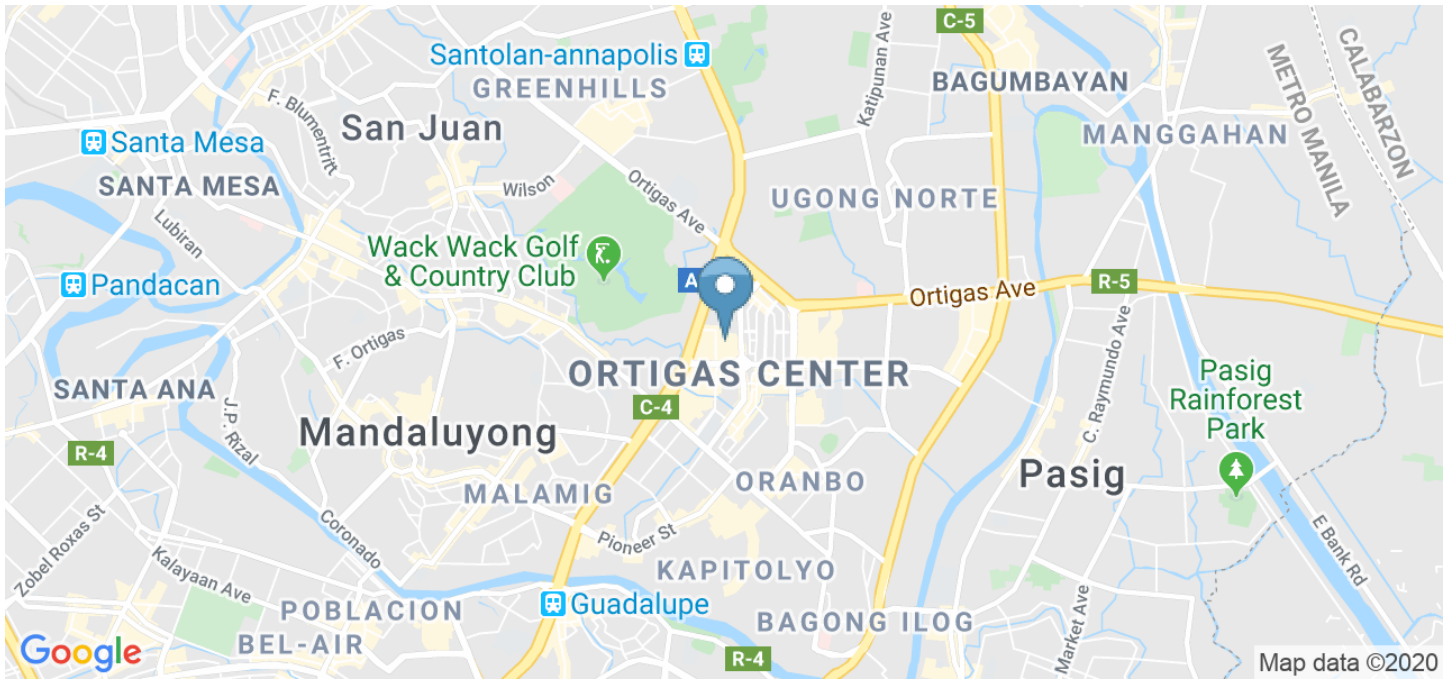 C-5
Santolan-annapolis
GREENHILLS
Katipunan Ave
BAGUMBAYAN
METRO MANILA
CALABARZON
F. Blumentritt
San Juan
MANGGAHAN
Santa Mesa
SANTA MESA
Wilson
Ortigas Ave
UGONG NORTE
Lubiran
Wack Wack Golf
& Country Club
A
Pandacan
Ortigas Ave
R-5
F. Ortigas
ORTIGAS CENTER
C. Raymundo Ave
Pasig
Rainforest
Park
SANTA ANA
J.P. Rizal
C-4
Mandaluyong
R-4
Pasig
ORANBO
MALAMIG
Zobel Roxas St
Coronado
Pioneer St
E Bank Rd
Kalayaan Ave
KAPITOLYO
Guadalupe
POBLACION
BAGONG ILOG
Market Ave
BEL-AIR
R-4
Google
Map data ©2020